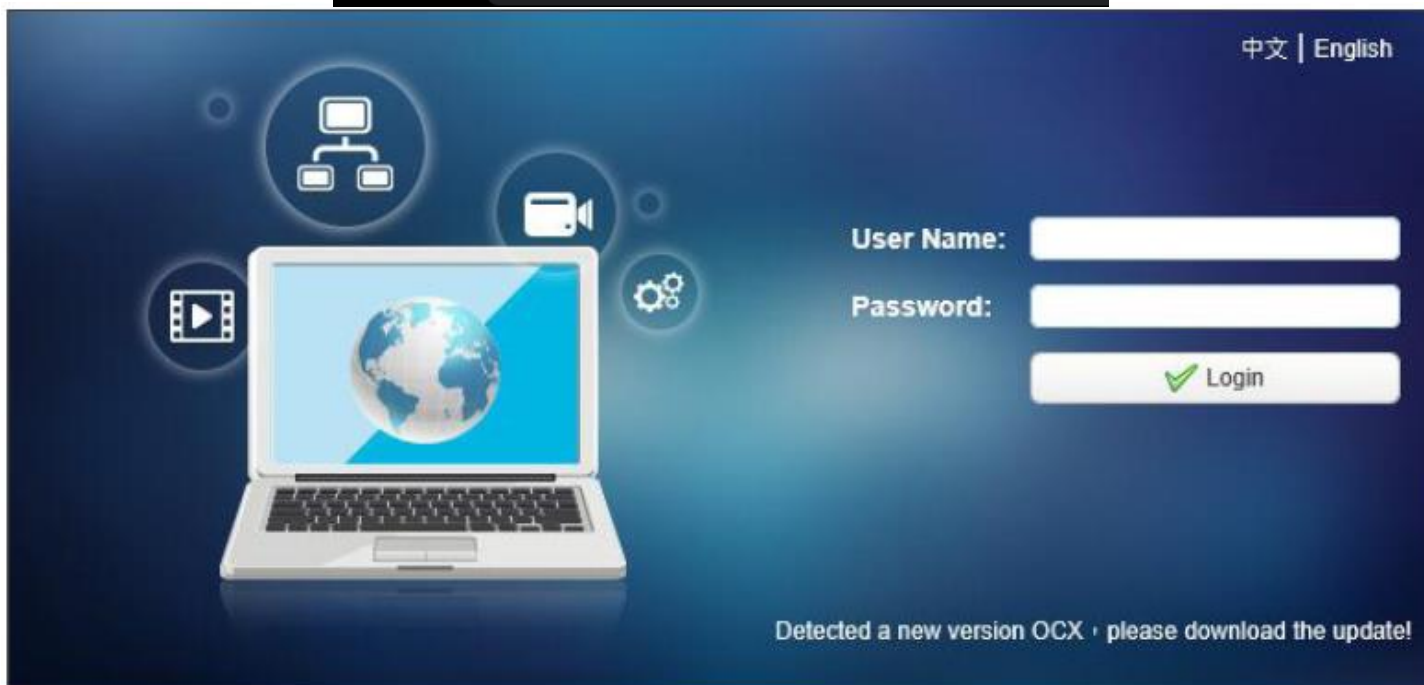 中文 | English
User Name:
Password:
Login
Detected a new version OCX，please download the update!